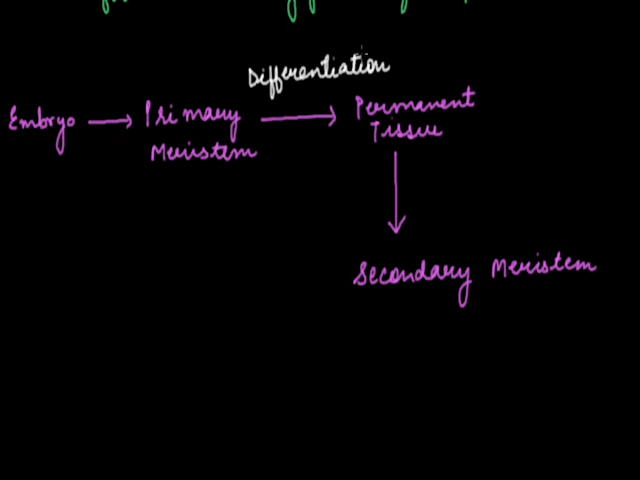 Differentiation
Embryo → Primary Meristem → Permanent Tissue
Secondary Meristem